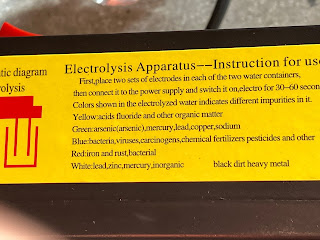 Electrolysis Apparatus——Instruction for use
tic diagram
rolysis
First,place two sets of electrodes in each of the two water containers,
then connect it to the power supply and switch it on,electro for 30-60 secon
Colors shown in the electrolyzed water indicates different impurities in it.
Yellow:acids fluoride and other organic matter
Green:arsenic(arsenie),mercury,lead,copper,sodium
Blue:bacteria,viruses,carcinogens,chemical fertilizers pesticides and other
Red:iron and rust,bacterial
White:lead,zinc,mercury,inorganic black dirt heavy metal